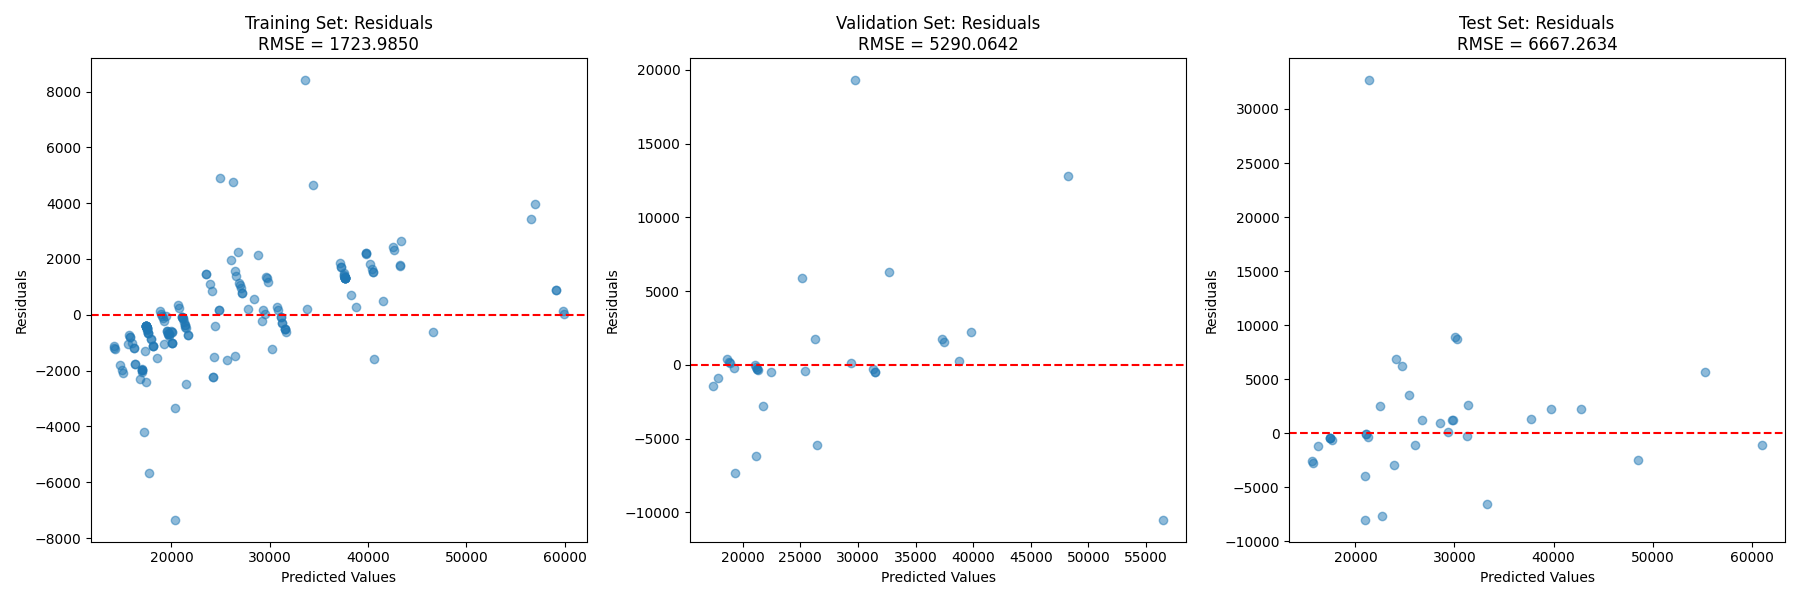 Training Set: Residuals
RMSE = 1723.9850
8000
6000
4000
2000
0
−2000
−4000
−6000
−8000
Residuals
20000 30000 40000 50000 60000
Predicted Values
Validation Set: Residuals
RMSE = 5290.0642
20000
15000
10000
5000
0
−5000
−10000
Residuals
20000 25000 30000 35000 40000 45000 50000 55000
Predicted Values
Test Set: Residuals
RMSE = 6667.2634
30000
25000
20000
15000
10000
5000
0
−5000
−10000
Residuals
20000 30000 40000 50000 60000
Predicted Values